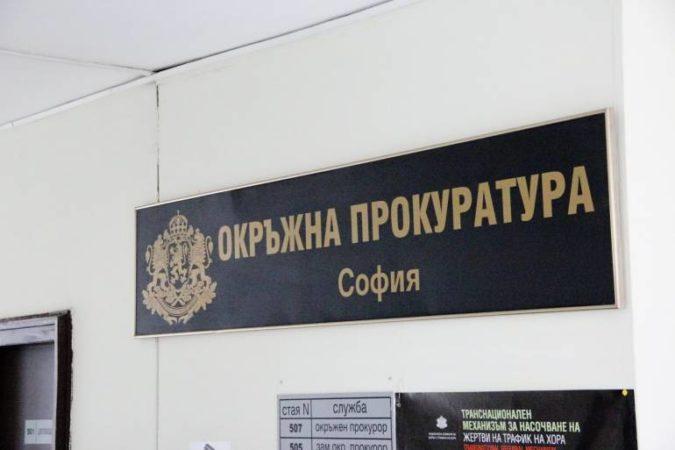 ОКРЪЖНА ПРОКУРАТУРА
София
стая N служба
507 окръжен прокурор
505 зам.окр. прокурор
ТРАНСНАЦИОНАЛЕН
МЕХАНИЗЪМ ЗА НАСОЧВАНЕ НА
ЖЕРТВИ НА ТРАФИК НА ХОРА